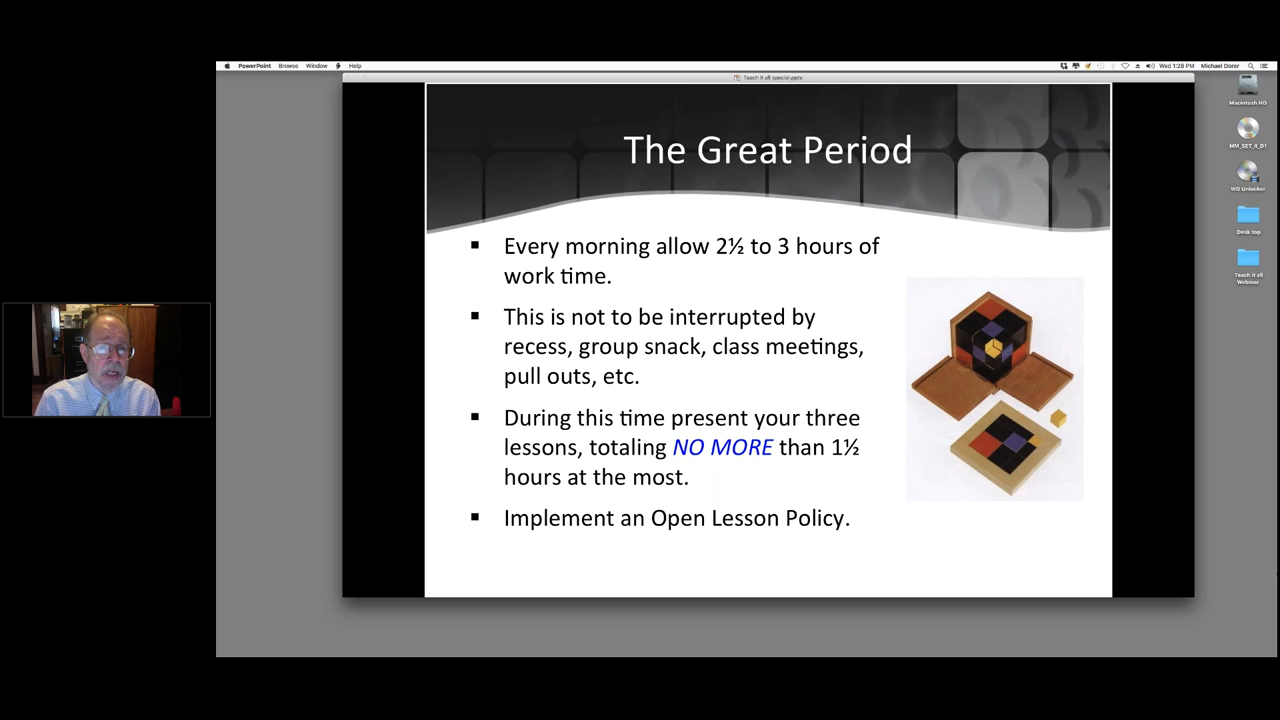 PowerPoint Browse Window Help
Wed 1:28 PM Michael Dorer
Teach it all special.pptx
Macintosh HD
MM_SET_4_D1
WD Unlocker
Desk top
Teach It all
Webinar
The Great Period
▪ Every morning allow 2½ to 3 hours of
work time.
▪ This is not to be interrupted by
recess, group snack, class meetings,
pull outs, etc.
▪ During this time present your three
lessons, totaling NO MORE than 1½
hours at the most.
▪ Implement an Open Lesson Policy.